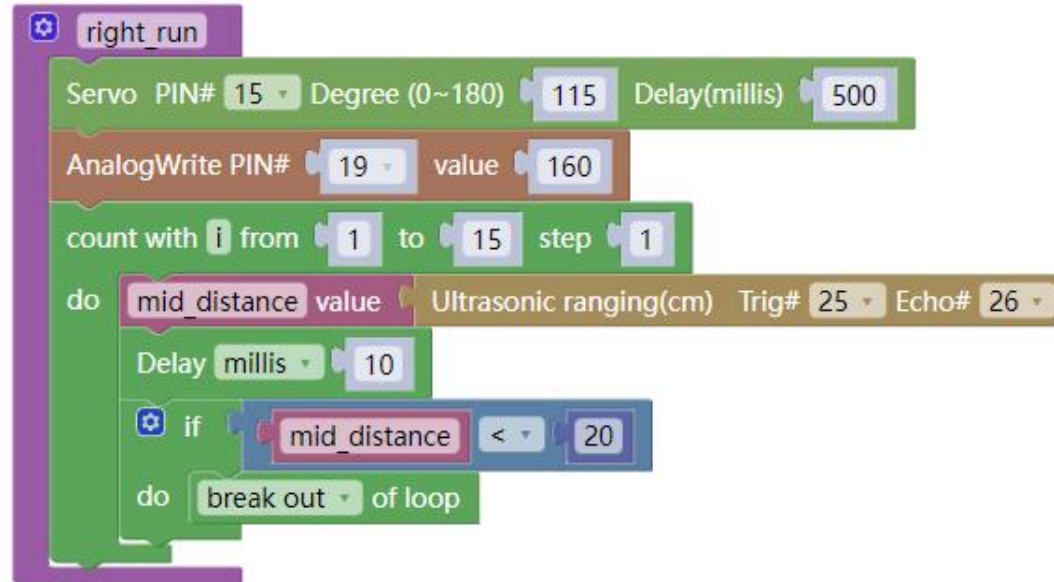 right_run
Servo PIN# 15 Degree (0~180) 115 Delay(millis) 500
AnalogWrite PIN# 19 value 160
count with i from 1 to 15 step 1
do mid_distance value Ultrasonic ranging(cm) Trig# 25 Echo# 26
Delay millis 10
if mid_distance < 20
do break out of loop